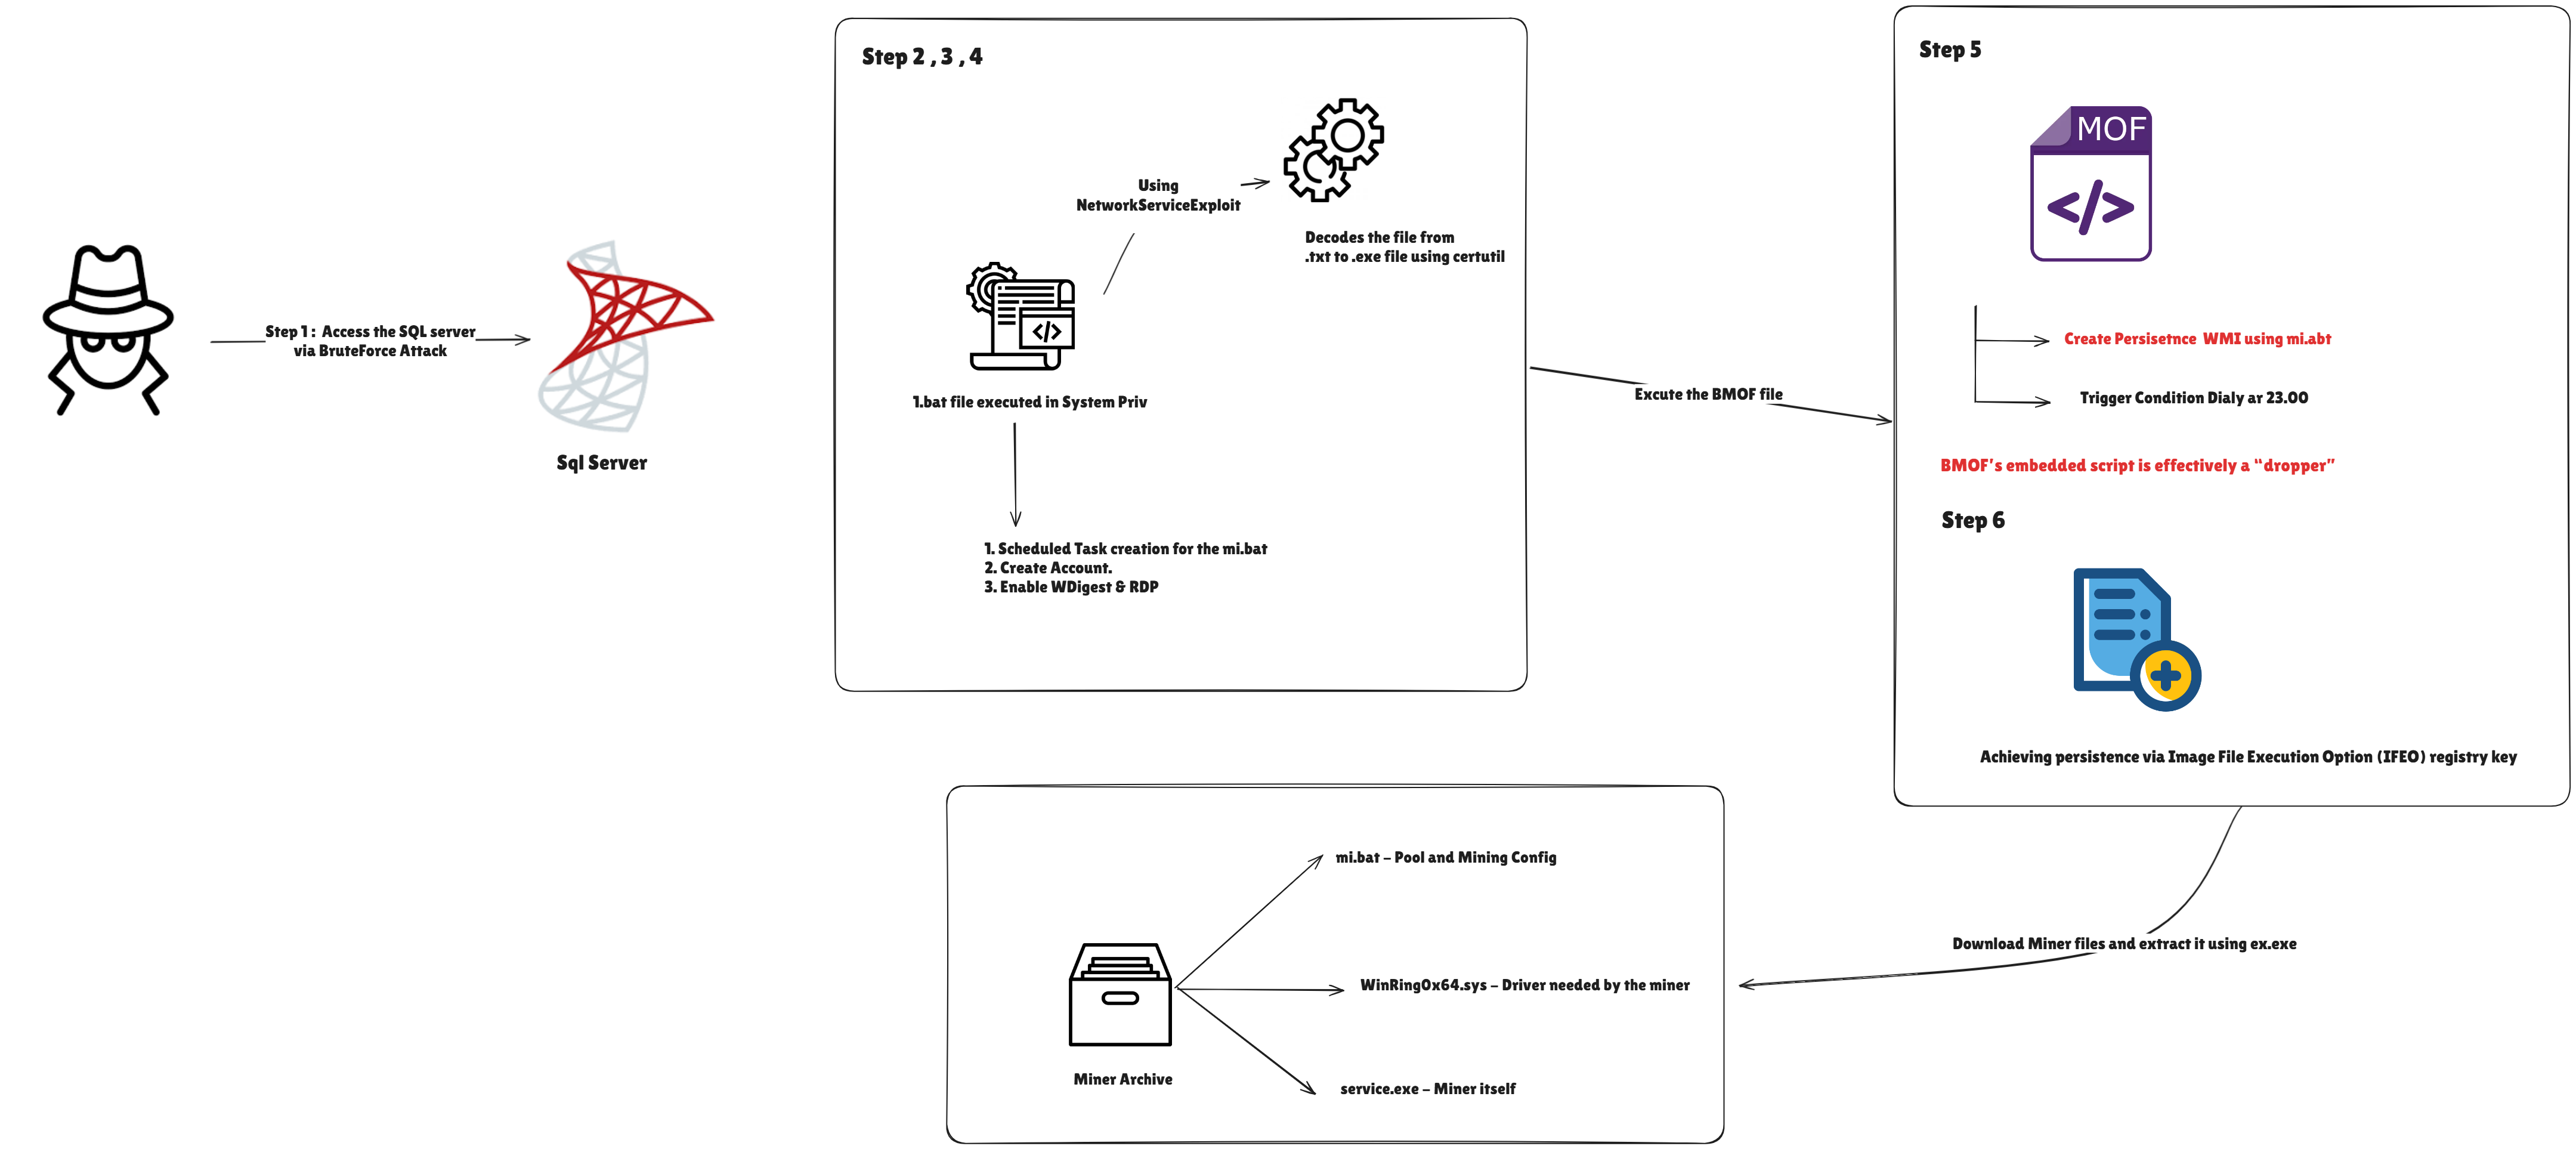 Step 1 :  Access the SQL server
via BruteForce Attack
Sql Server
Step 2 , 3 , 4
Using
NetworkServiceExploit
Decodes the file from
.txt to .exe file using certutil
</>
1.bat file executed in System Priv
1. Scheduled Task creation for the mi.bat
2. Create Account.
3. Enable WDigest & RDP
Excute the BMOF file
Step 5
MOF
</>
Create Persisetnce  WMI using mi.abt
Trigger Condition Dialy ar 23.00
BMOF's embedded script is effectively a “dropper”
Step 6
Achieving persistence via Image File Execution Option (IFEO) registry key
Download Miner files and extract it using ex.exe
mi.bat – Pool and Mining Config
WinRing0x64.sys – Driver needed by the miner
service.exe – Miner itself
Miner Archive